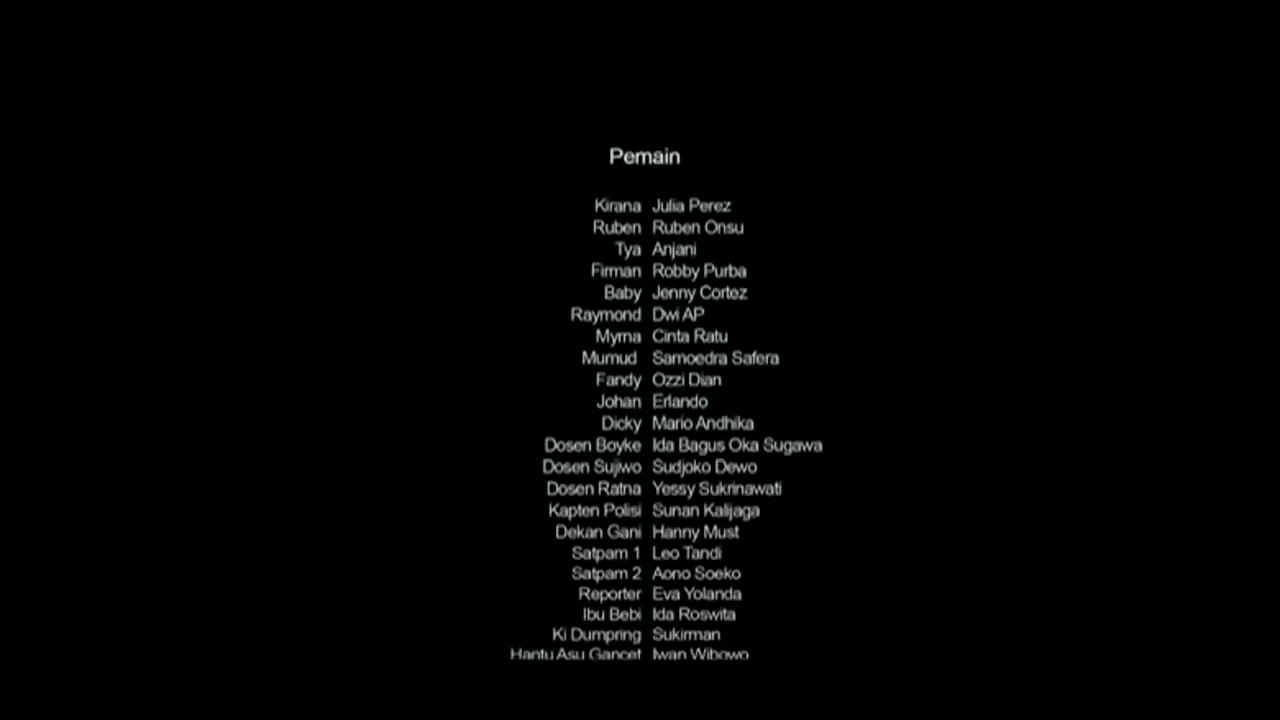 Pemain
Kirana Julia Perez
Ruben Ruben Onsu
Tya Anjani
Firman Robby Purba
Baby Jenny Cortez
Raymond Dwi AP
Myrna Cinta Ratu
Mumud Samoedra Safera
Fandy Ozzi Dian
Johan Erlando
Dicky Mario Andhika
Dosen Boyke Ida Bagus Oka Sugawa
Dosen Sujiwo Sudjoko Dewo
Dosen Ratna Yessy Sukrinawati
Kapten Polisi Sunan Kalijaga
Dekan Gani Hanny Must
Satpam 1 Leo Tandi
Satpam 2 Aono Soeko
Reporter Eva Yolanda
Ibu Bebi Ida Roswita
Ki Dumpring Sukirman
Hantu Asu Gancet Iwan Wibowo